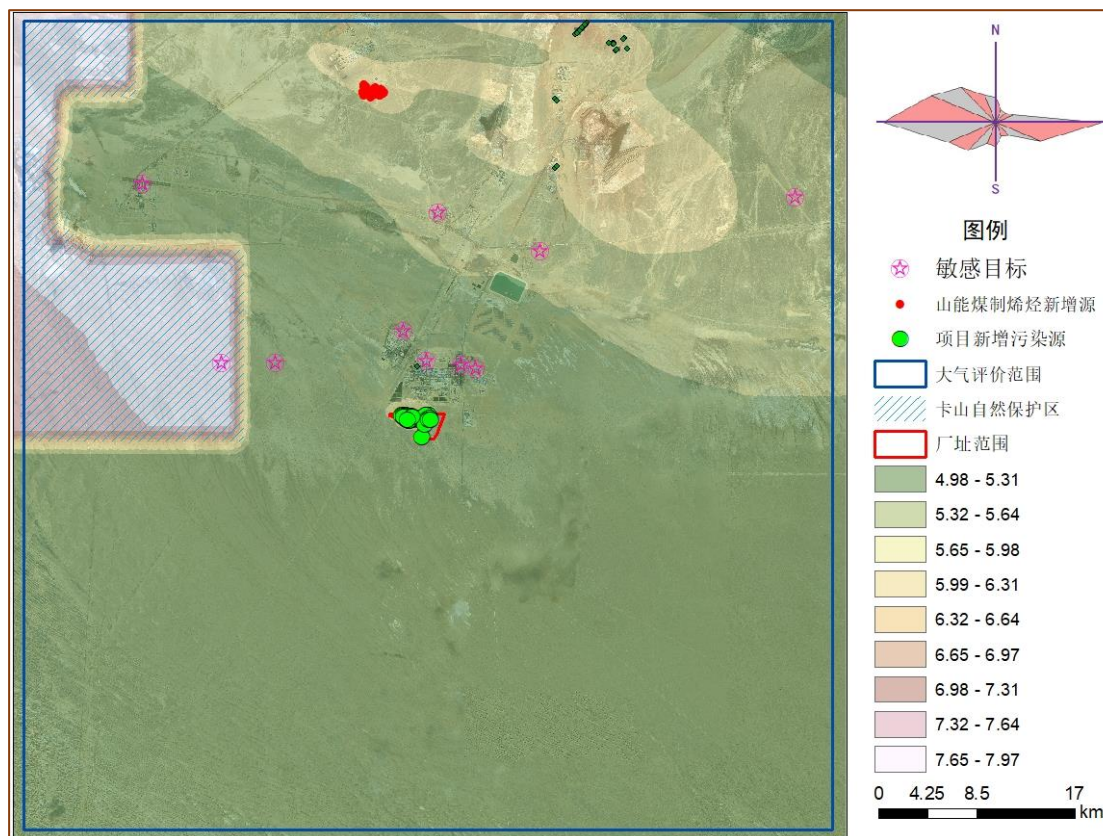 N
S
图例
敏感目标
山能煤制烯烃新增源
项目新增污染源
大气评价范围
卡山自然保护区
厂址范围
4.98 - 5.31
5.32 - 5.64
5.65 - 5.98
5.99 - 6.31
6.32 - 6.64
6.65 - 6.97
6.98 - 7.31
7.32 - 7.64
7.65 - 7.97
0 4.25 8.5 17
km